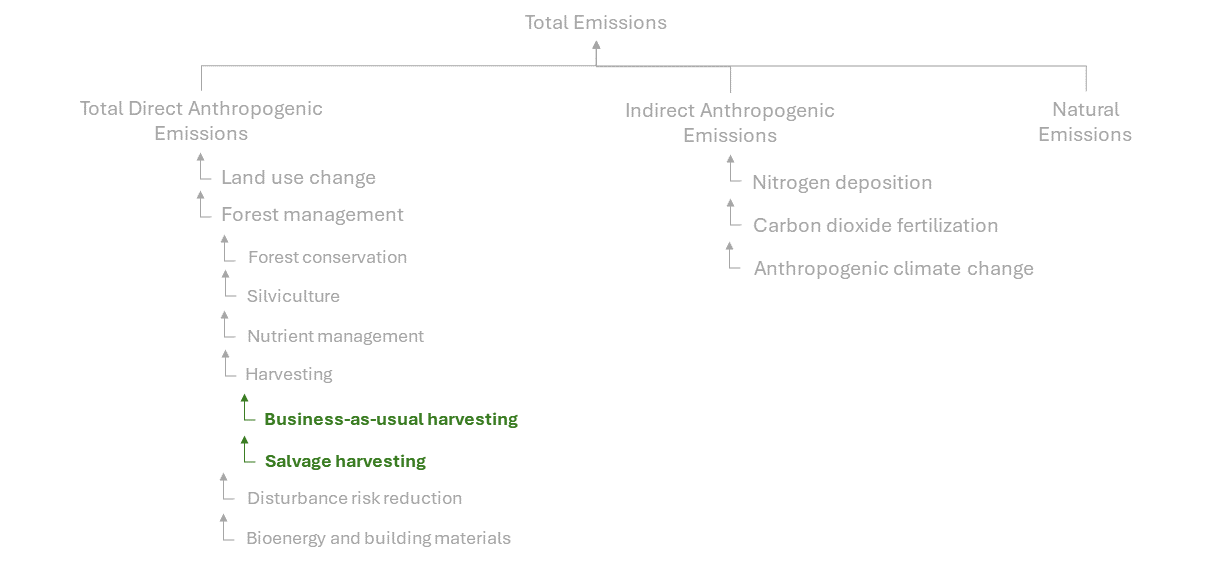 Total Emissions
Total Direct Anthropogenic
Emissions
Indirect Anthropogenic
Emissions
Natural
Emissions
Land use change
Forest management
Forest conservation
Silviculture
Nutrient management
Harvesting
Business-as-usual harvesting
Salvage harvesting
Disturbance risk reduction
Bioenergy and building materials
Nitrogen deposition
Carbon dioxide fertilization
Anthropogenic climate change